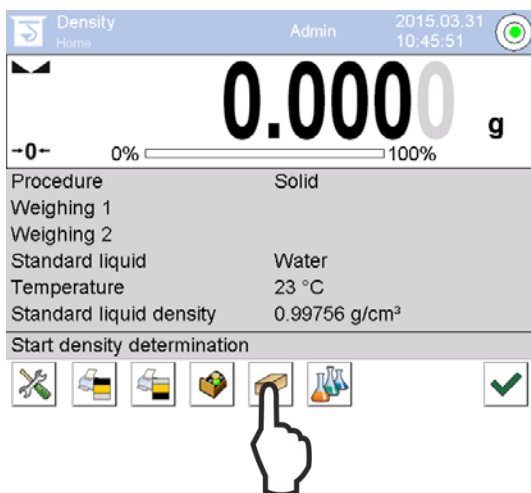 Density
Home
Admin
2015.03.31
10:45:51
0.0000 g
→0←
0% 100%
Procedure Solid
Weighing 1
Weighing 2
Standard liquid Water
Temperature 23 °C
Standard liquid density 0.99756 g/cm³
Start density determination